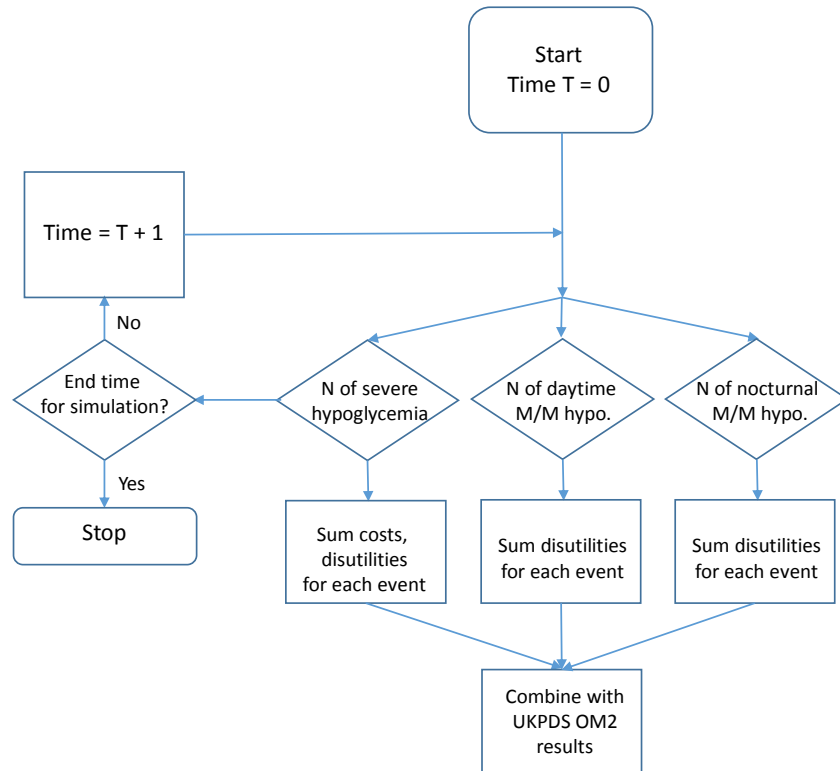 Start
Time T = 0
Time = T + 1
No
End time
for simulation?
N of severe
hypoglycemia
N of daytime
M/M hypo.
N of nocturnal
M/M hypo.
Yes
Stop
Sum costs,
disutilities
for each event
Sum disutilities
for each event
Sum disutilities
for each event
Combine with
UKPDS OM2
results